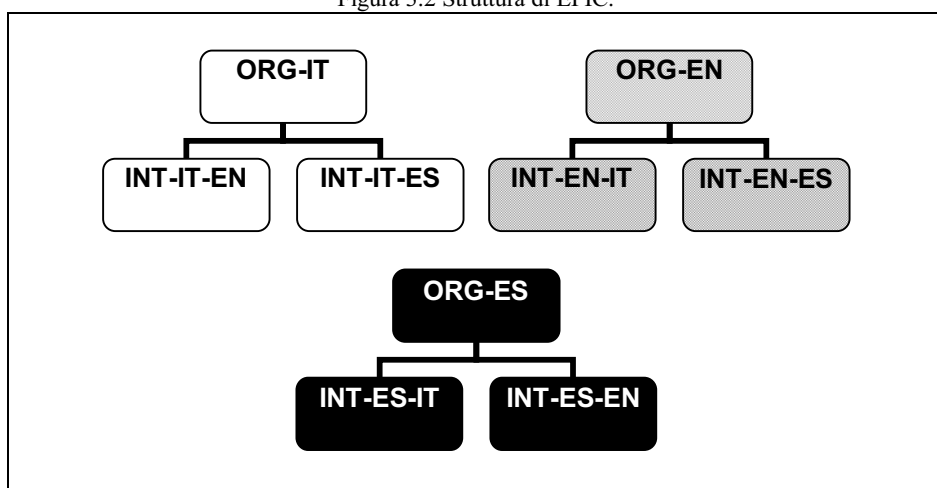 Figura 3.2 Struttura di EPIC.
ORG-IT
ORG-EN
INT-IT-EN
INT-IT-ES
INT-EN-IT
INT-EN-ES
ORG-ES
INT-ES-IT
INT-ES-EN